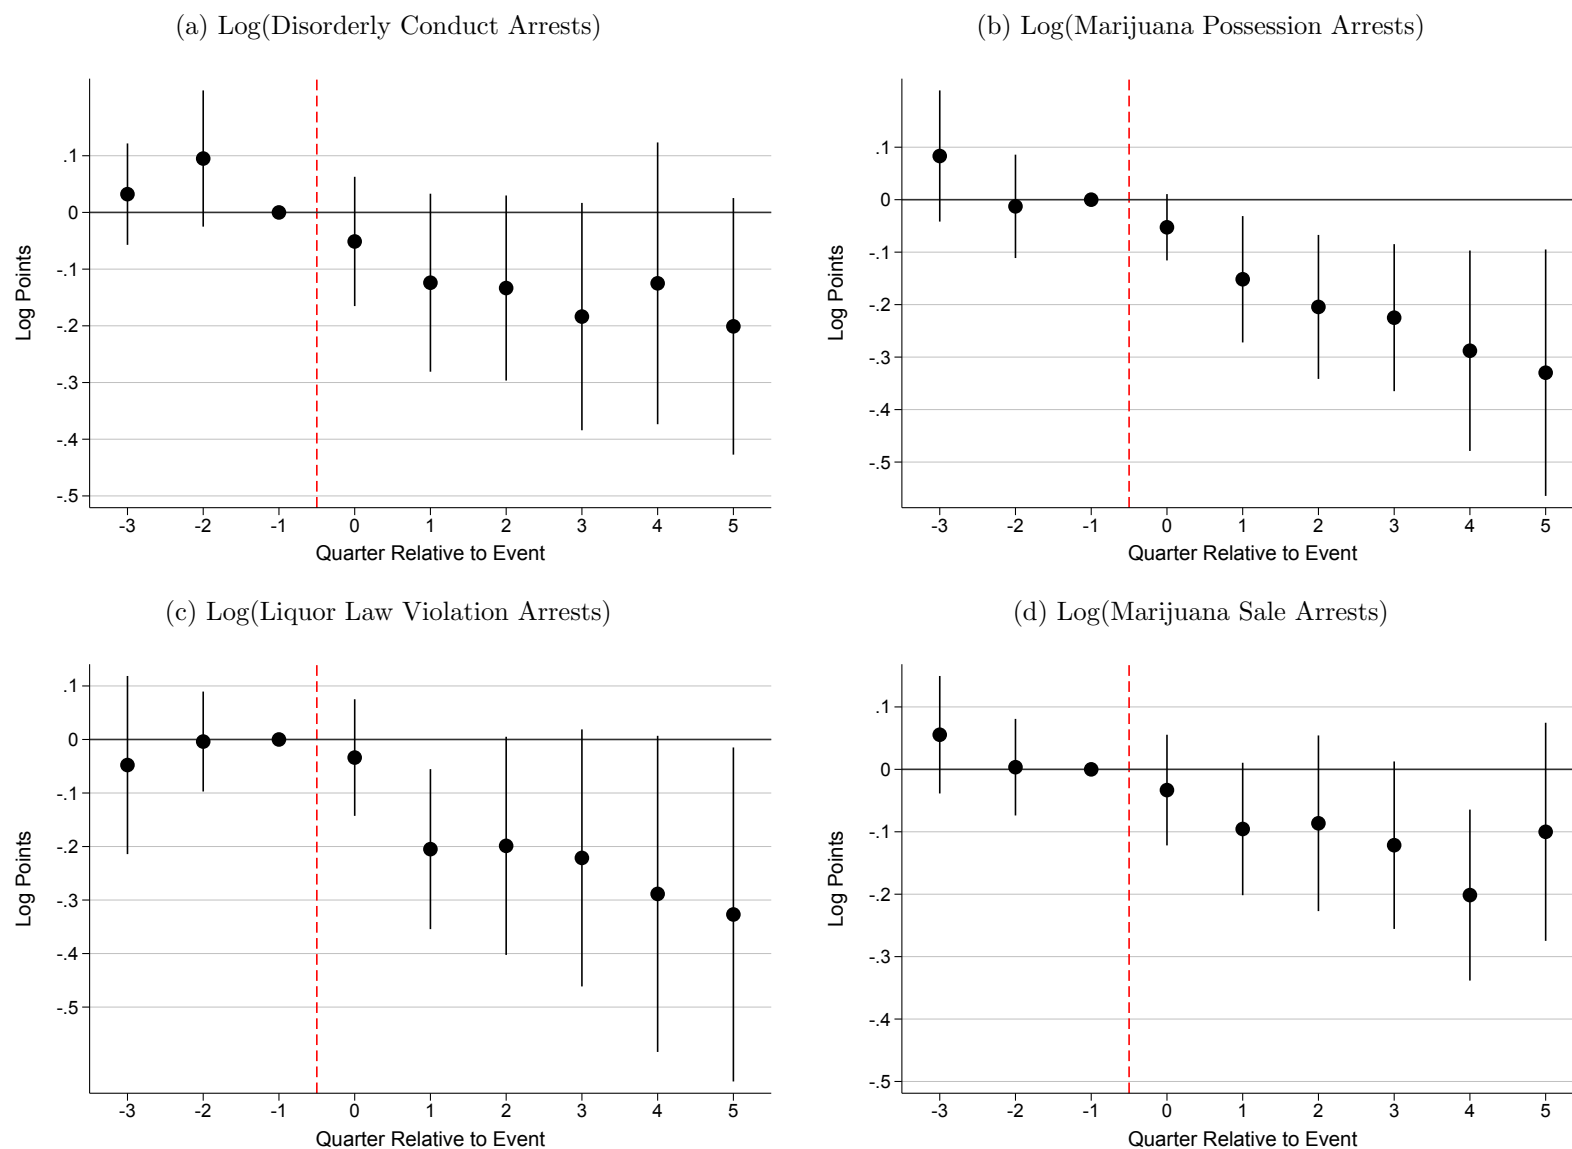 (a) Log(Disorderly Conduct Arrests)
.1
0
-.1
-.2
-.3
-.4
-.5
Log Points
-3 -2 -1 0 1 2 3 4 5
Quarter Relative to Event
(b) Log(Marijuana Possession Arrests)
.1
0
-.1
-.2
-.3
-.4
-.5
Log Points
-3 -2 -1 0 1 2 3 4 5
Quarter Relative to Event
(c) Log(Liquor Law Violation Arrests)
.1
0
-.1
-.2
-.3
-.4
-.5
Log Points
-3 -2 -1 0 1 2 3 4 5
Quarter Relative to Event
(d) Log(Marijuana Sale Arrests)
.1
0
-.1
-.2
-.3
-.4
-.5
Log Points
-3 -2 -1 0 1 2 3 4 5
Quarter Relative to Event